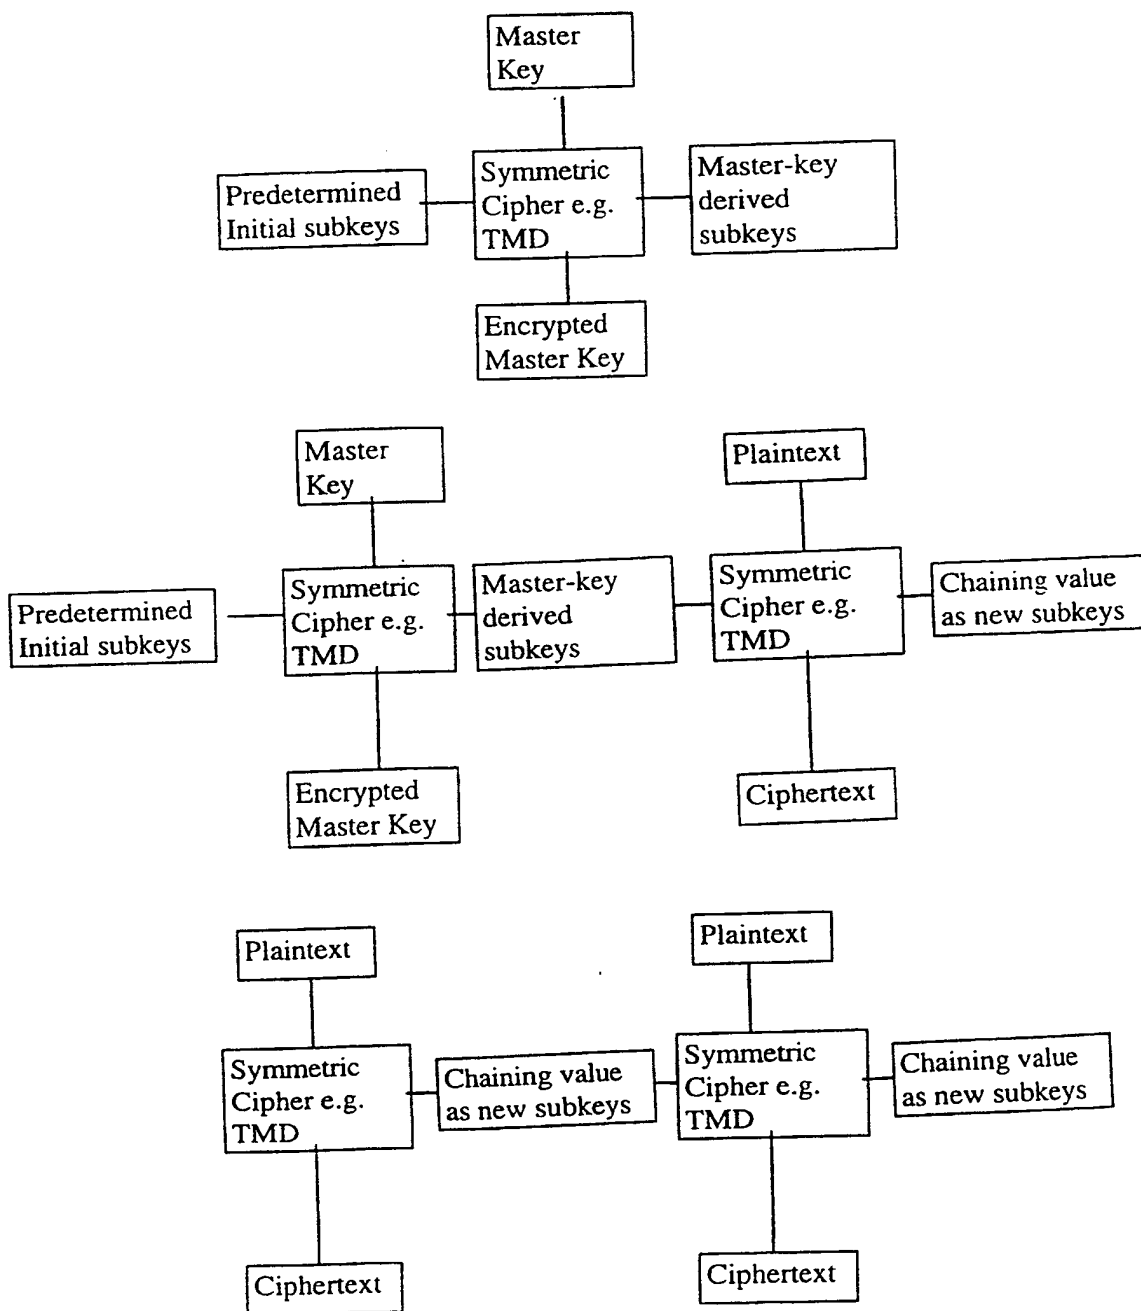 Master
Key
Predetermined
Initial subkeys
Symmetric
Cipher e.g.
TMD
Master-key
derived
subkeys
Encrypted
Master Key
Master
Key
Plaintext
Predetermined
Initial subkeys
Symmetric
Cipher e.g.
TMD
Master-key
derived
subkeys
Symmetric
Cipher e.g.
TMD
Chaining value
as new subkeys
Encrypted
Master Key
Ciphertext
Plaintext
Plaintext
Symmetric
Cipher e.g.
TMD
Chaining value
as new subkeys
Symmetric
Cipher e.g.
TMD
Chaining value
as new subkeys
Ciphertext
Ciphertext